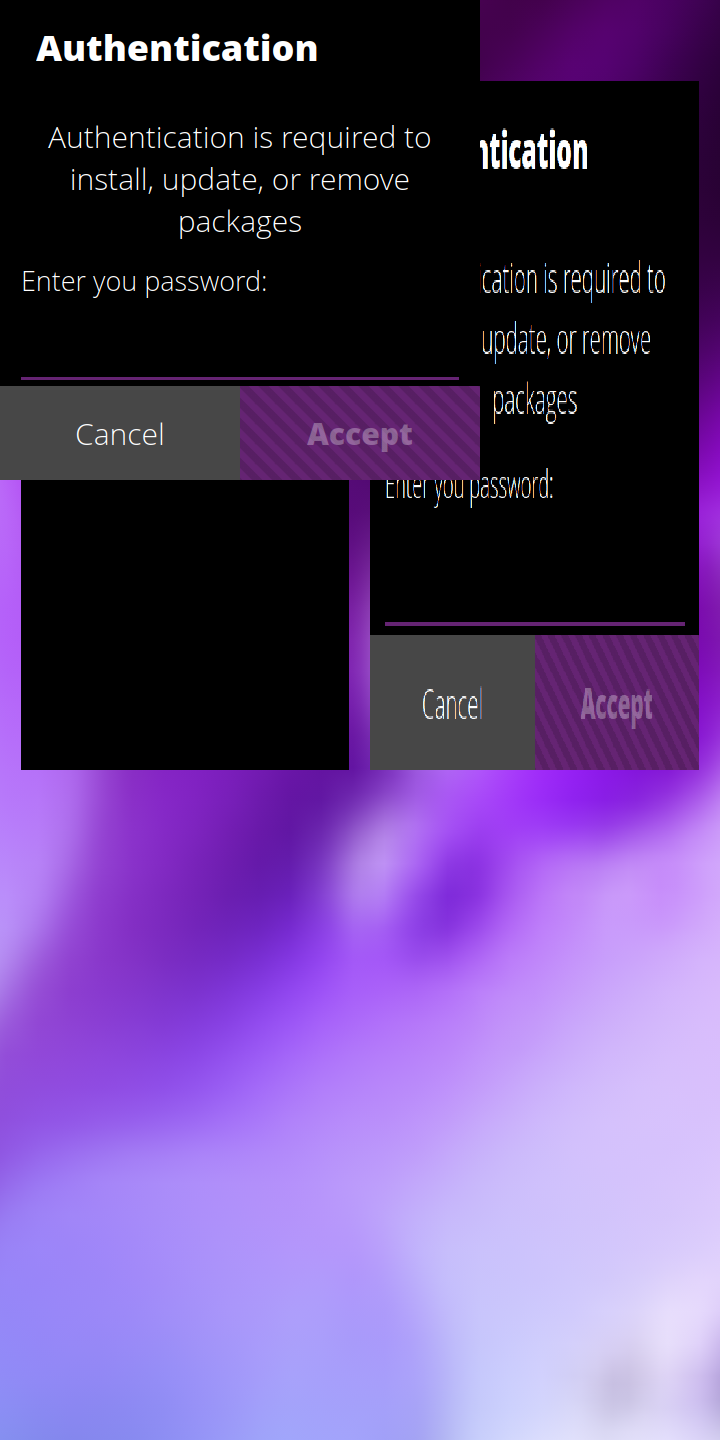 Authentication
Authentication is required to
install, update, or remove
packages
Enter you password:
Cancel Accept
ntication
ication is required to
update, or remove
packages
Enter you password:
Cancel Accept